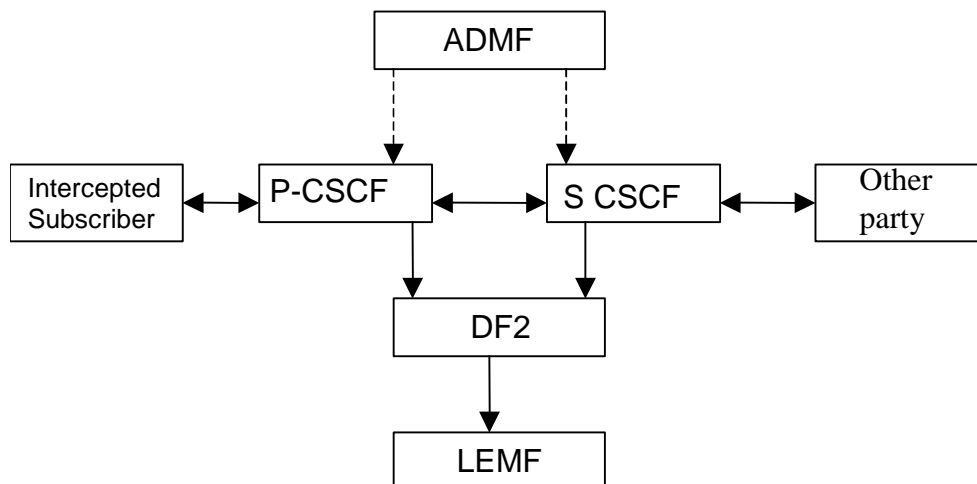 ADMF
Intercepted
Subscriber
P-CSCF
S CSCF
Other
party
DF2
LEMF